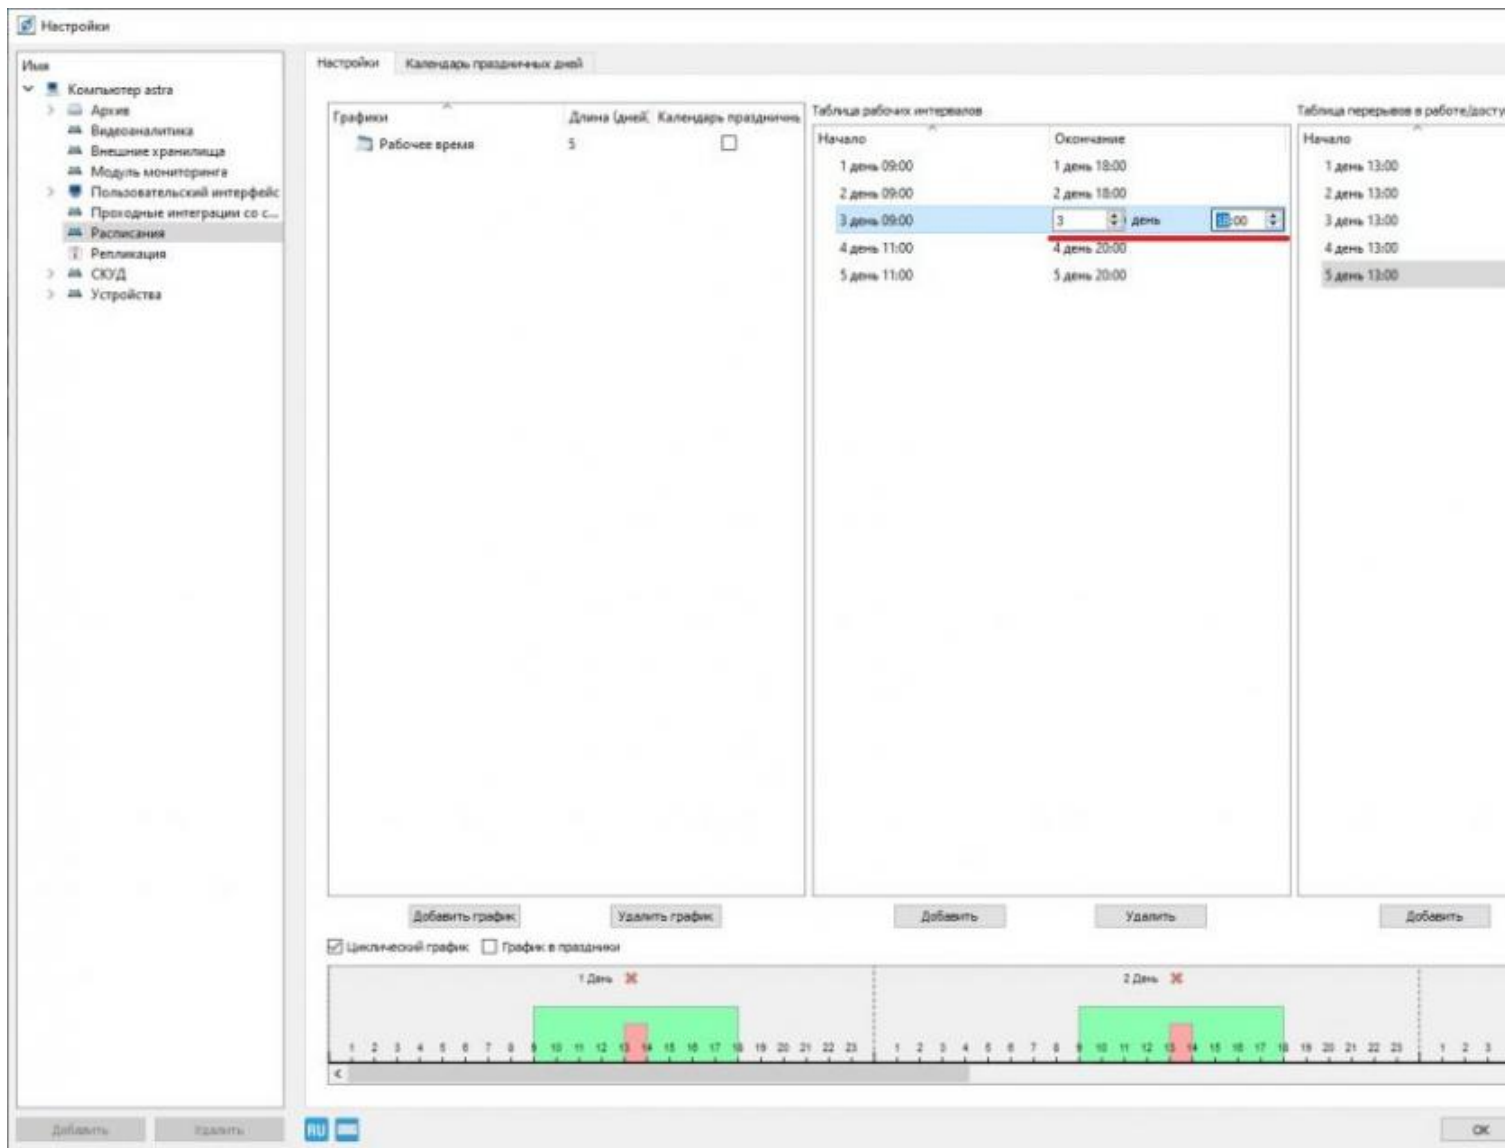 Настройки
Имя
Компьютер astra
Архив
Видеоаналитика
Внешние хранилища
Модуль мониторинга
Пользовательский интерфейс
Проходные интеграции со с...
Расписания
Репликация
СКУД
Устройства
Добавить Удалить
Настройки Календарь праздничных дней
Графики Длина (дней) Календарь праздничнь
Рабочее время 5
Добавить график Удалить график
Таблица рабочих интервалов
Начало Окончание
1 день 09:00 1 день 18:00
2 день 09:00 2 день 18:00
3 день 09:00 3 день 18:00
4 день 11:00 4 день 20:00
5 день 11:00 5 день 20:00
Добавить Удалить
Таблица перерывов в работе/досту
Начало
1 день 13:00
2 день 13:00
3 день 13:00
4 день 13:00
5 день 13:00
Добавить
Циклический график График в праздники
1 День 2 День
1 2 3 4 5 6 7 8 9 10 11 12 13 14 15 16 17 18 19 20 21 22 23 1 2 3 4 5 6 7 8 9 10 11 12 13 14 15 16 17 18 19 20 21 22 23 1 2 3
RU
OK